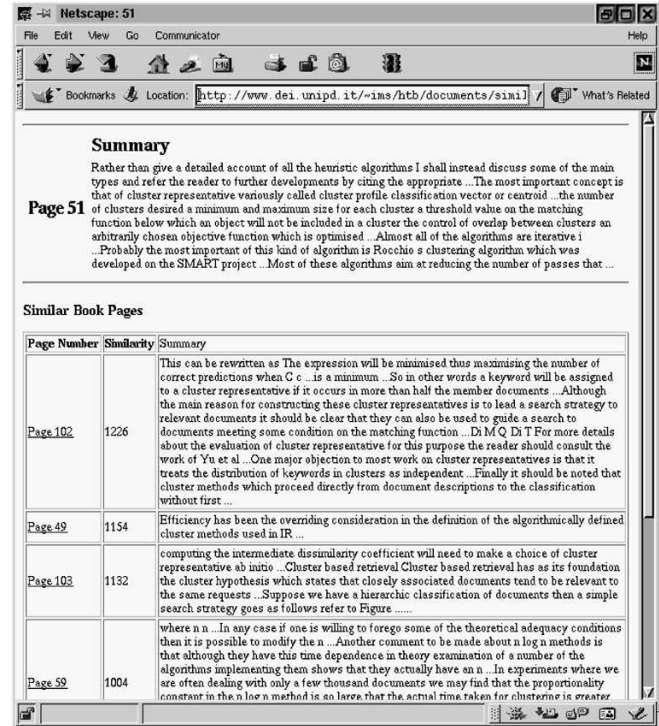 Netscape: 51
File Edit View Go Communicator Help
My N
Bookmarks Location: http://www.dei.unipd.it/~ims/htb/documents/simil What's Related
Summary
Page 51
Rather than give a detailed account of all the heuristic algorithms I shall instead discuss some of the main
types and refer the reader to further developments by citing the appropriate ...The most important concept is
that of cluster representative variously called cluster profile classification vector or centroid ...the number
of clusters desired a minimum and maximum size for each cluster a threshold value on the matching
function below which an object will not be included in a cluster the control of overlap between clusters an
arbitrarily chosen objective function which is optimised ...Almost all of the algorithms are iterative i
...Probably the most important of this kind of algorithm is Rocchio s clustering algorithm which was
developed on the SMART project ...Most of these algorithms aim at reducing the number of passes that ...
Similar Book Pages
Page Number Similarity Summary
Page 102 1226
This can be rewritten as The expression will be minimised thus maximising the number of
correct predictions when C c ...is a minimum ...So in other words a keyword will be assigned
to a cluster representative if it occurs in more than half the member documents ...Although
the main reason for constructing these cluster representatives is to lead a search strategy to
relevant documents it should be clear that they can also be used to guide a search to
documents meeting some condition on the matching function ...Di M Q Di T For more details
about the evaluation of cluster representative for this purpose the reader should consult the
work of Yu et al ...One major objection to most work on cluster representatives is that it
treats the distribution of keywords in clusters as independent ...Finally it should be noted that
cluster methods which proceed directly from document descriptions to the classification
without first ...
Page 49 1154
Efficiency has been the overriding consideration in the definition of the algorithmically defined
cluster methods used in IR ...
Page 103 1132
computing the intermediate dissimilarity coefficient will need to make a choice of cluster
representative ab initio ...Cluster based retrieval Cluster based retrieval has as its foundation
the cluster hypothesis which states that closely associated documents tend to be relevant to
the same requests ...Suppose we have a hierarchic classification of documents then a simple
search strategy goes as follows refer to Figure ......
Page 59 1004
where n n ...In any case if one is willing to forego some of the theoretical adequacy conditions
then it is possible to modify the n ...Another comment to be made about n log n methods is
that although they have this time dependence in theory examination of a number of the
algorithms implementing them shows that they actually have an n ...In experiments where we
are often dealing with only a few thousand documents we may find that the proportionality
constant in the n log n method is so large that the actual time taken for clustering is greater